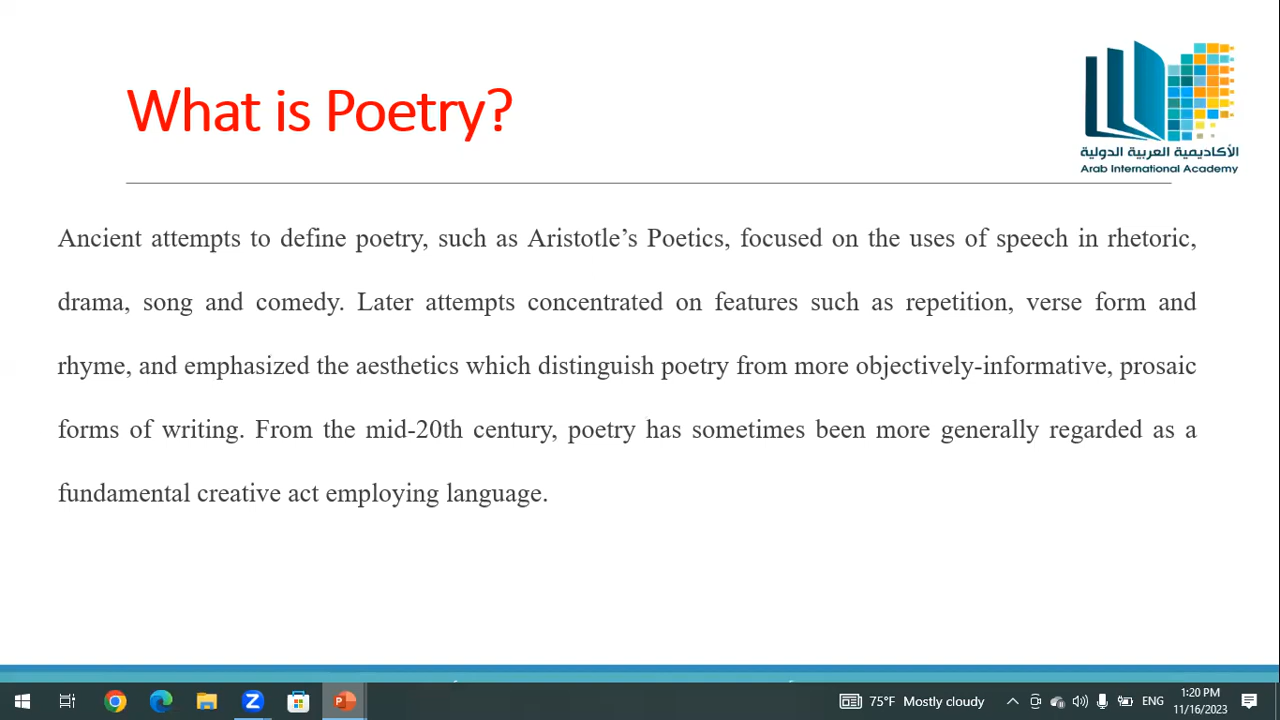 What is Poetry?
الأكاديمية العربية الدولية
Arab International Academy
Ancient attempts to define poetry, such as Aristotle’s Poetics, focused on the uses of speech in rhetoric,
drama, song and comedy. Later attempts concentrated on features such as repetition, verse form and
rhyme, and emphasized the aesthetics which distinguish poetry from more objectively-informative, prosaic
forms of writing. From the mid-20th century, poetry has sometimes been more generally regarded as a
fundamental creative act employing language.
75°F Mostly cloudy
ENG
1:20 PM
11/16/2023